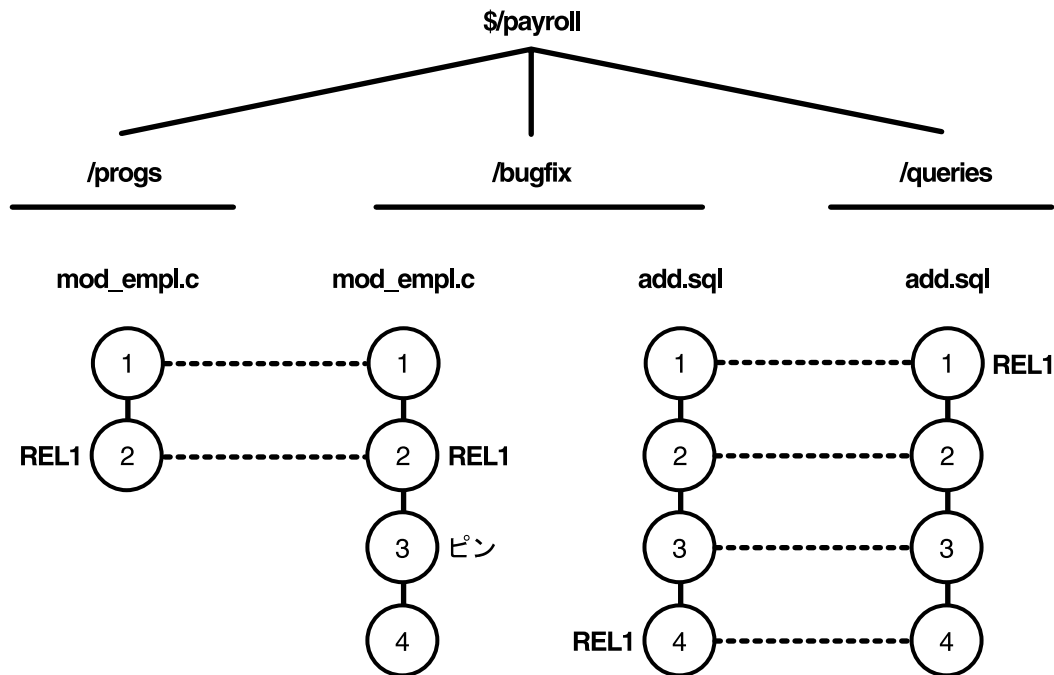 $/payroll
/progs
/bugfix
/queries
mod_empl.c
mod_empl.c
add.sql
add.sql
1
1
1
1
REL1
REL1
2
2
REL1
2
2
3
ピン
3
3
4
REL1
4
4